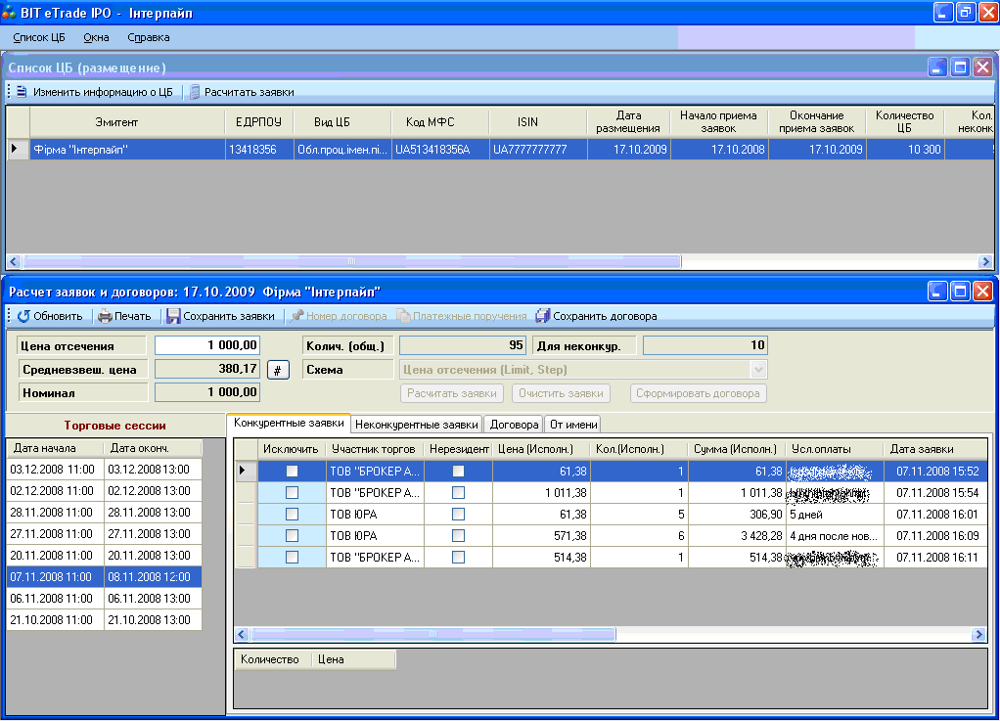 BIT eTrade IPO - Інтерпайп
Список ЦБ Окна Справка
Список ЦБ (размещение)
Изменить информацию о ЦБ Расчитать заявки
Эмитент ЕДРПОУ Вид ЦБ Код МФС ISIN Дата размещения Начало приема заявок Окончание приема заявок Количество ЦБ Кол. неконк
Фірма "Інтерпайп" 13418356 Обл.проц.імен.пі... UA513418356A UA7777777777 17.10.2009 17.10.2008 17.10.2009 10 300
Расчет заявок и договоров: 17.10.2009 Фірма "Інтерпайп"
Обновить Печать Сохранить заявки Номер договора Платежные поручения Сохранить договора
Цена отсечения 1 000,00 Колич. (общ.) 95 Для неконкур. 10
Средневзвеш. цена 380,17 # Схема Цена отсечения (Limit, Step)
Номинал 1 000,00 Расчитать заявки Очистить заявки Сформировать договора
Торговые сессии
Дата начала Дата оконч.
03.12.2008 11:00 03.12.2008 13:00
02.12.2008 11:00 02.12.2008 13:00
28.11.2008 11:00 28.11.2008 13:00
27.11.2008 11:00 27.11.2008 13:00
20.11.2008 11:00 20.11.2008 13:00
07.11.2008 11:00 08.11.2008 12:00
06.11.2008 11:00 06.11.2008 13:00
21.10.2008 11:00 21.10.2008 13:00
Конкурентные заявки Неконкурентные заявки Договора От имени
Исключить Участник торгов Нерезидент Цена (Исполн.) Кол.(Исполн.) Сумма (Исполн.) Усл.оплаты Дата заявки
ТОВ "БРОКЕР А... 61,38 1 61,38 07.11.2008 15:52
ТОВ "БРОКЕР А... 1 011,38 1 1 011,38 07.11.2008 15:54
ТОВ ЮРА 61,38 5 306,90 5 дней 07.11.2008 16:01
ТОВ ЮРА 571,38 6 3 428,28 4 дня после нов... 07.11.2008 16:09
ТОВ "БРОКЕР А... 514,38 1 514,38 07.11.2008 16:11
Количество Цена